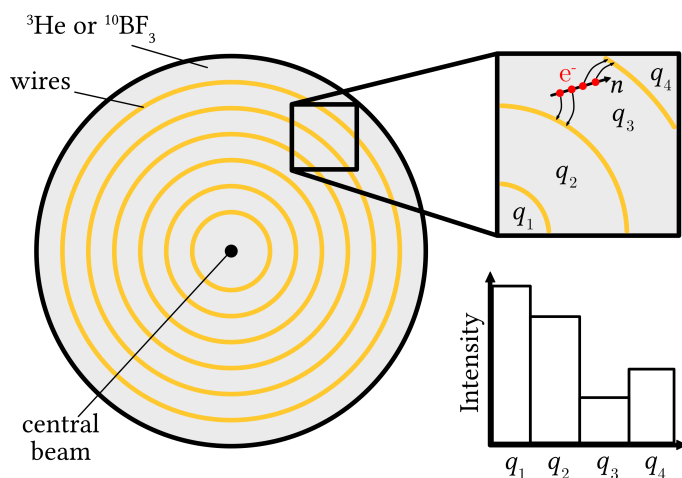 ³He or ¹⁰BF₃
wires
central
beam
e⁻
n
q₄
q₃
q₂
q₁
Intensity
q₁ q₂ q₃ q₄